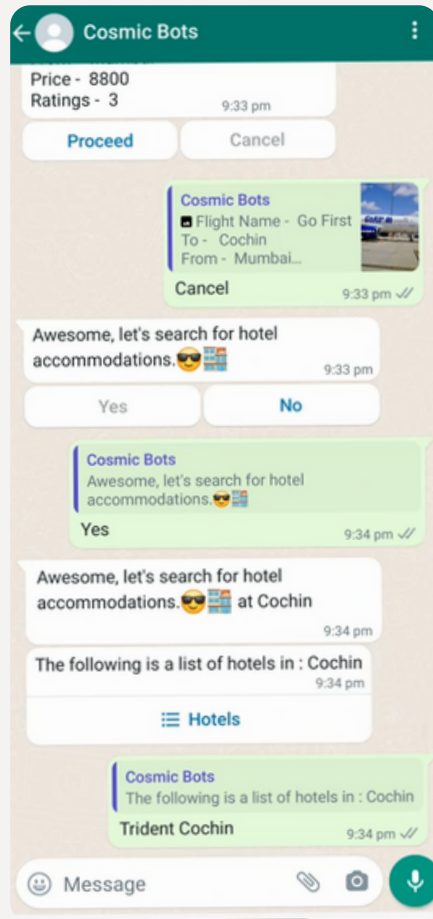 Cosmic Bots
Price - 8800
Ratings - 3
9:33 pm
Proceed
Cancel
Cosmic Bots
Flight Name - Go First
To - Cochin
From - Mumbai...
Cancel
9:33 pm
Awesome, let's search for hotel
accommodations.😎🏪
9:33 pm
Yes
No
Cosmic Bots
Awesome, let's search for hotel
accommodations.😎🏪
Yes
9:34 pm
Awesome, let's search for hotel
accommodations.😎🏪 at Cochin
9:34 pm
The following is a list of hotels in : Cochin
9:34 pm
Hotels
Cosmic Bots
The following is a list of hotels in : Cochin
Trident Cochin
9:34 pm
Message